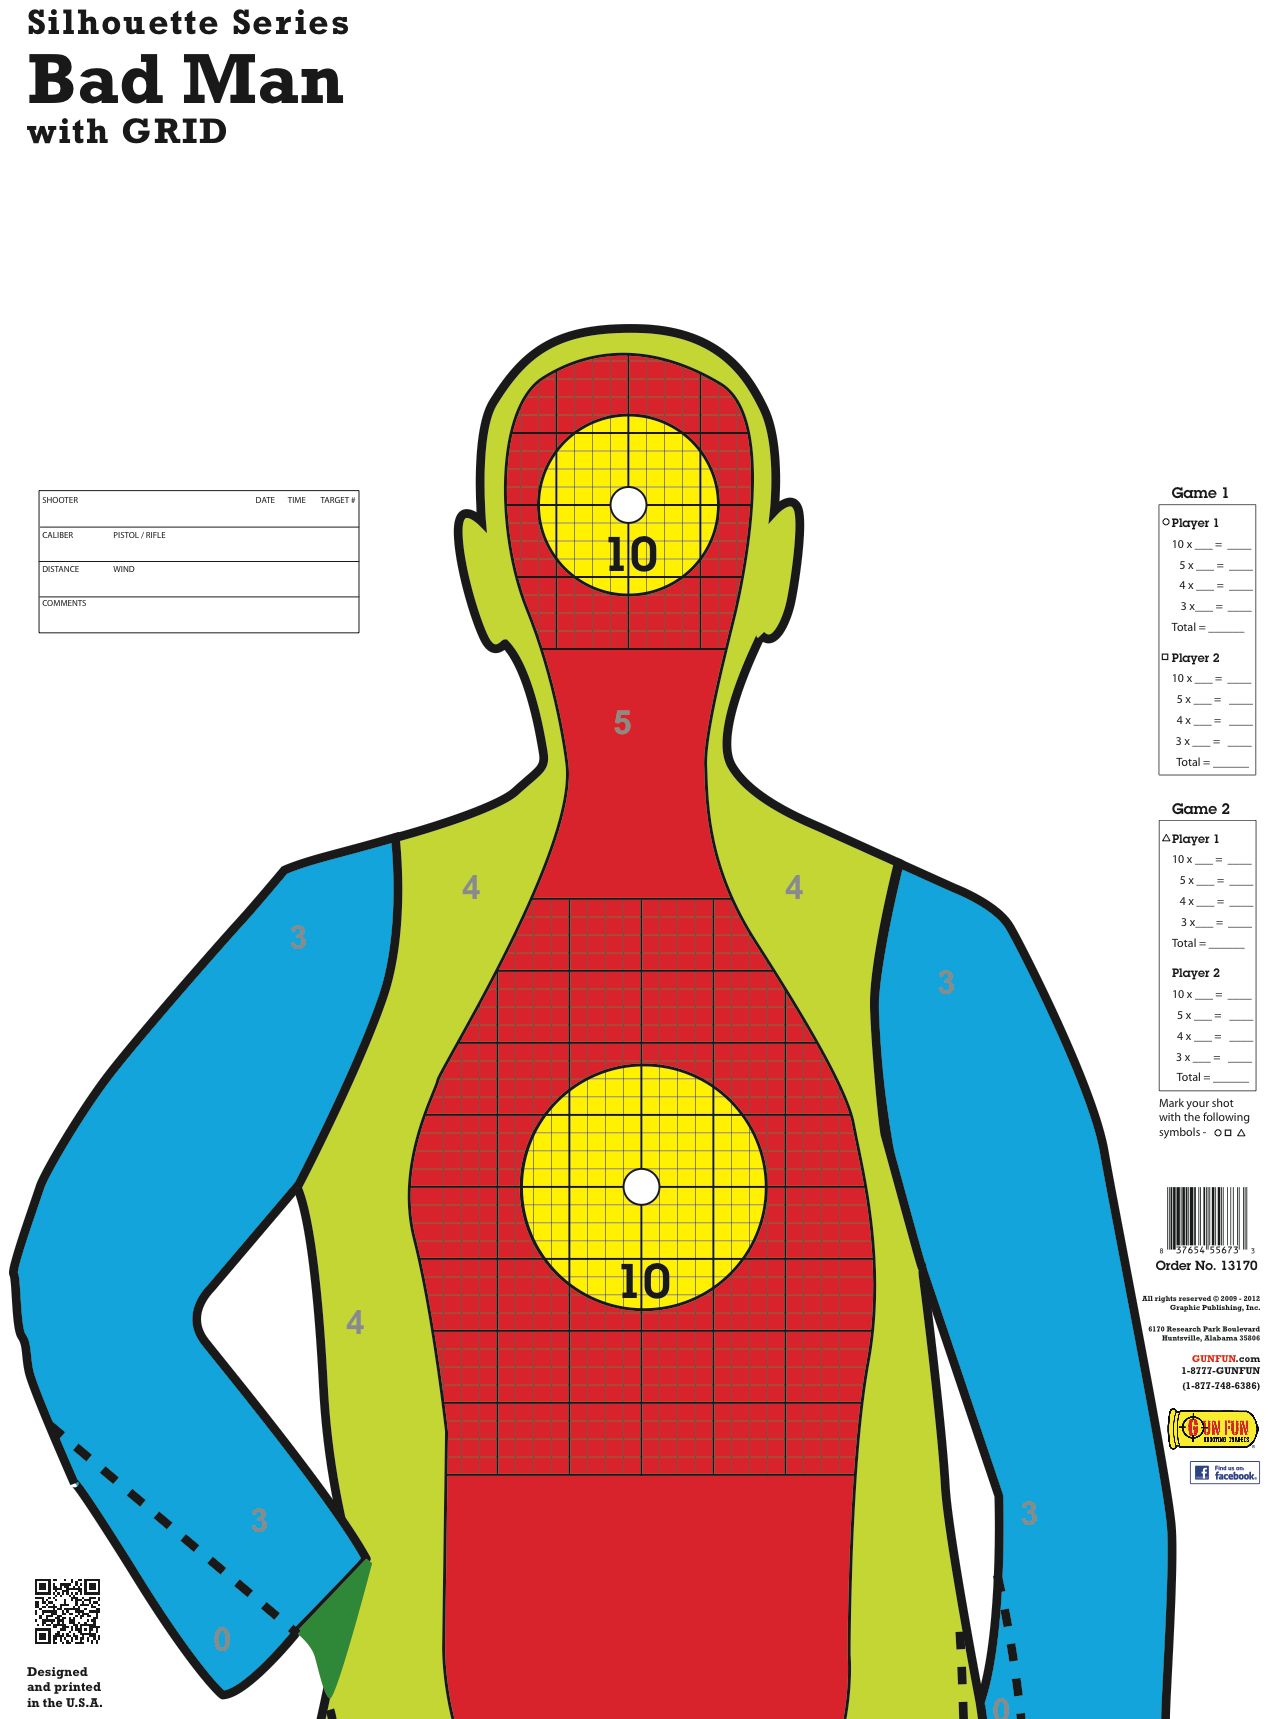 Silhouette Series
Bad Man
with GRID
SHOOTER DATE TIME TARGET #
CALIBER PISTOL / RIFLE
DISTANCE WIND
COMMENTS
10
5
4 4
3 3
10
4
3 3
0 0
Game 1
Player 1
10 x ___ = ____
5 x ___ = ____
4 x ___ = ____
3 x___ = ____
Total = ______
Player 2
10 x ___ = ____
5 x ___ = ____
4 x ___ = ____
3 x ___ = ____
Total = ______
Game 2
Player 1
10 x ___ = ____
5 x ___ = ____
4 x ___ = ____
3 x___ = ____
Total = ______
Player 2
10 x ___ = ____
5 x ___ = ____
4 x ___ = ____
3 x ___ = ____
Total = ______
Mark your shot
with the following
symbols - ○ □ △
8 37654 55673 3
Order No. 13170
All rights reserved © 2009 - 2012
Graphic Publishing, Inc.
6170 Research Park Boulevard
Huntsville, Alabama 35806
GUNFUN.com
1-8777-GUNFUN
(1-877-748-6386)
GUN FUN
SHOOTING TARGETS
Find us on
facebook.
Designed
and printed
in the U.S.A.